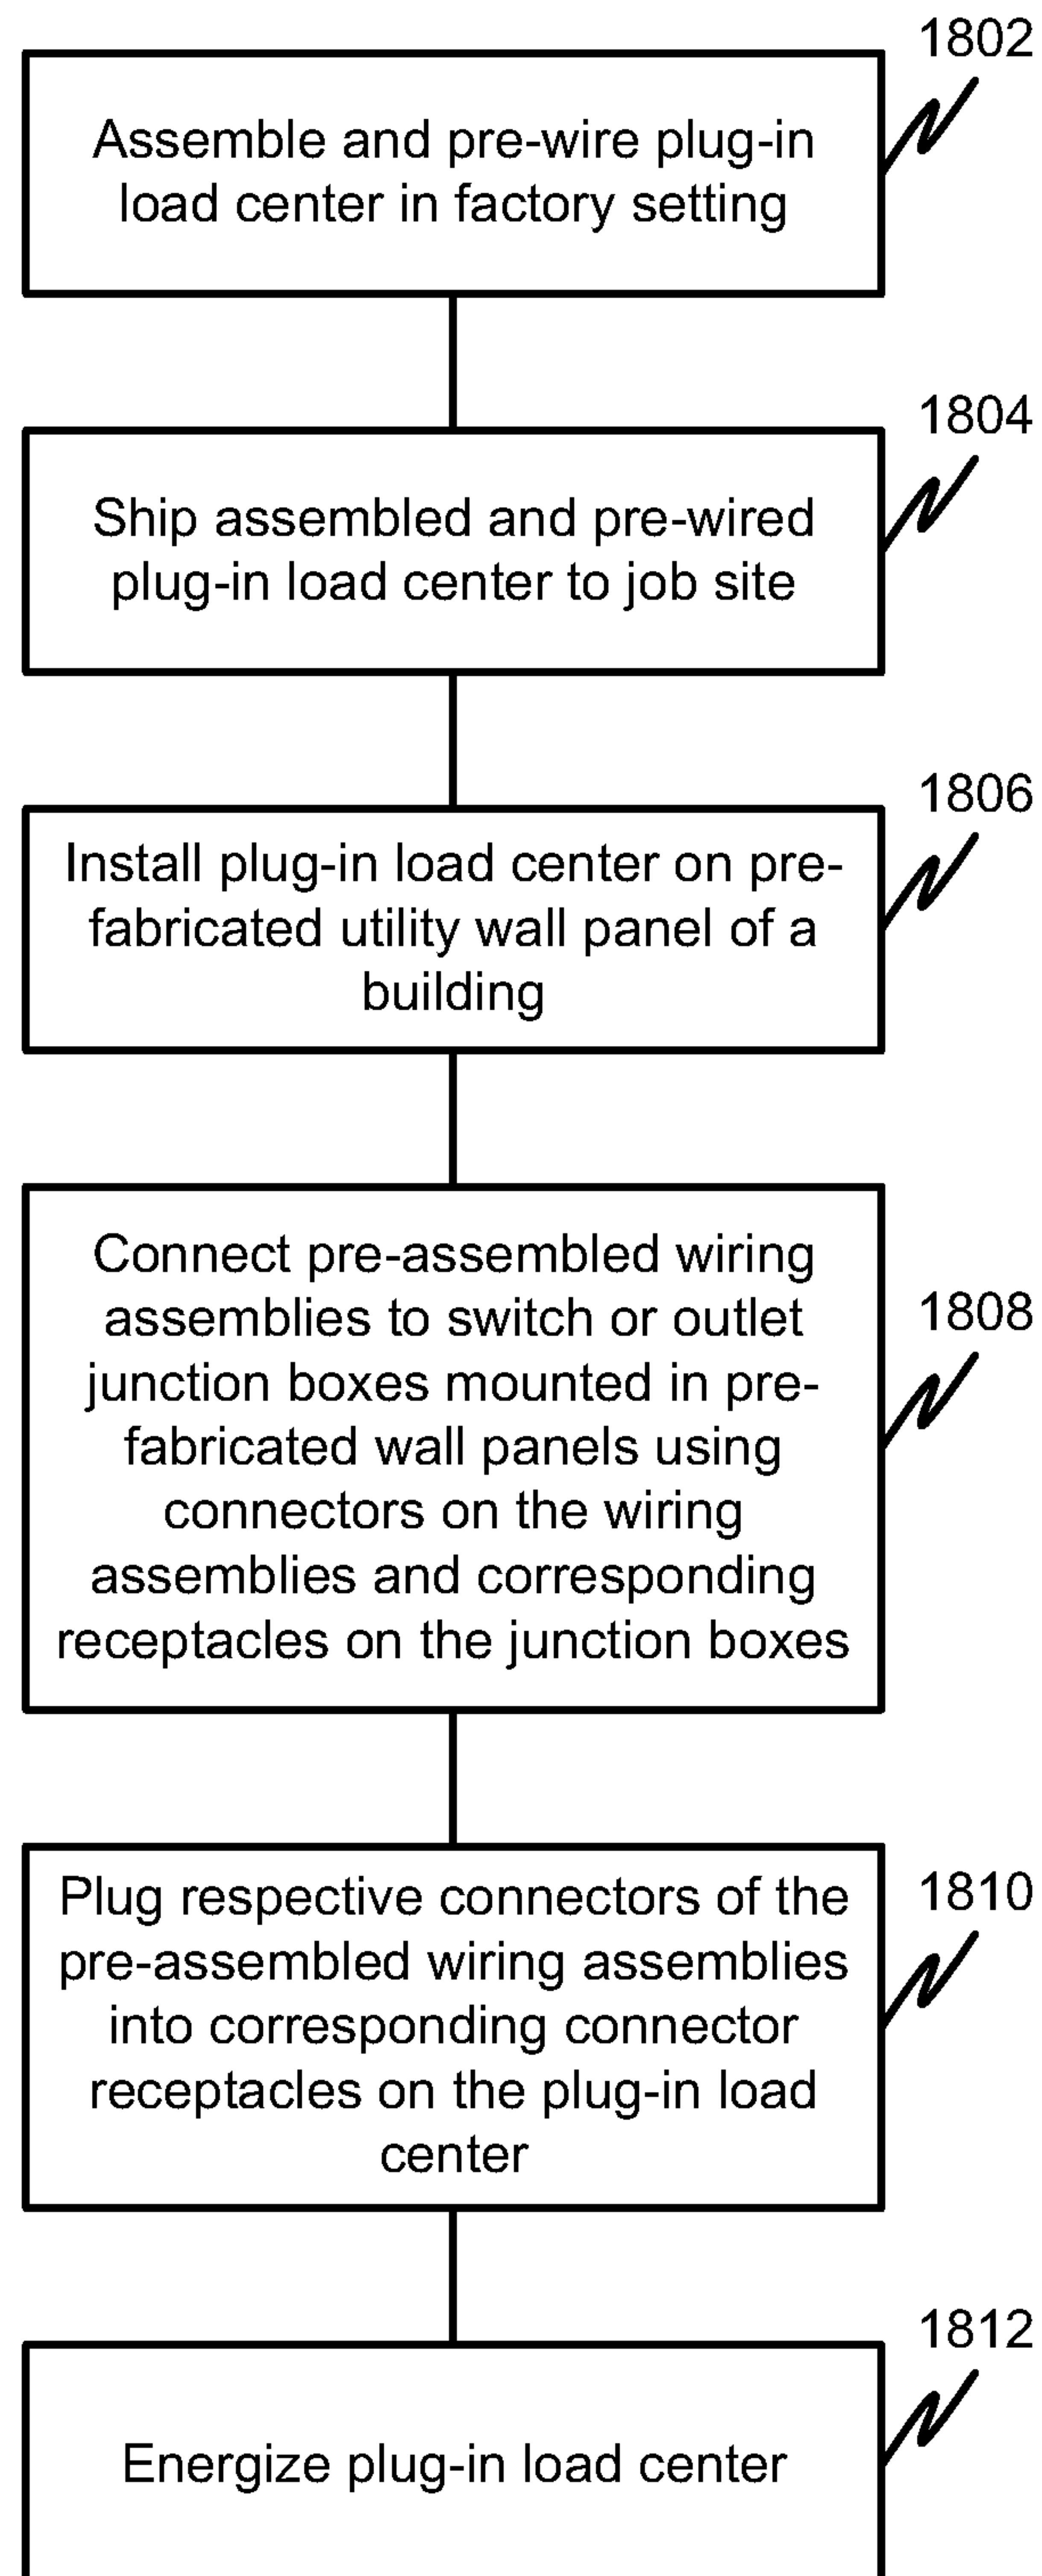 1802
Assemble and pre-wire plug-in
load center in factory setting
1804
Ship assembled and pre-wired
plug-in load center to job site
1806
Install plug-in load center on pre-
fabricated utility wall panel of a
building
1808
Connect pre-assembled wiring
assemblies to switch or outlet
junction boxes mounted in pre-
fabricated wall panels using
connectors on the wiring
assemblies and corresponding
receptacles on the junction boxes
1810
Plug respective connectors of the
pre-assembled wiring assemblies
into corresponding connector
receptacles on the plug-in load
center
1812
Energize plug-in load center